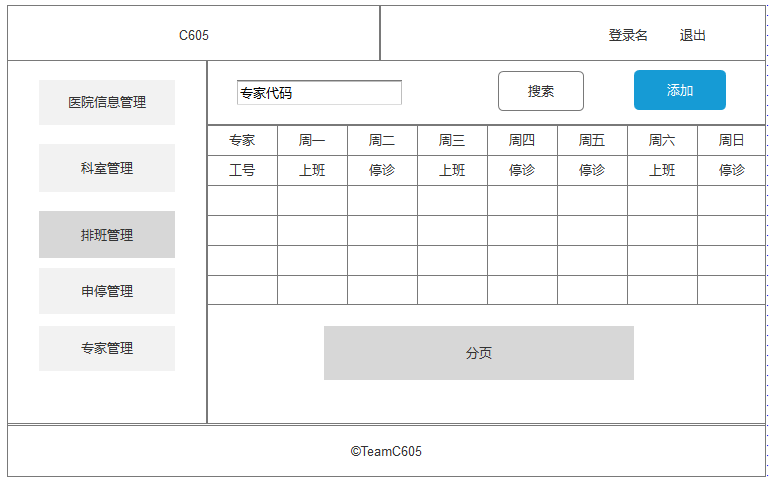 C605
登录名 退出
医院信息管理
科室管理
排班管理
申停管理
专家管理
专家代码 搜索 添加
专家 周一 周二 周三 周四 周五 周六 周日
工号 上班 停诊 上班 停诊 停诊 上班 停诊
分页
©TeamC605